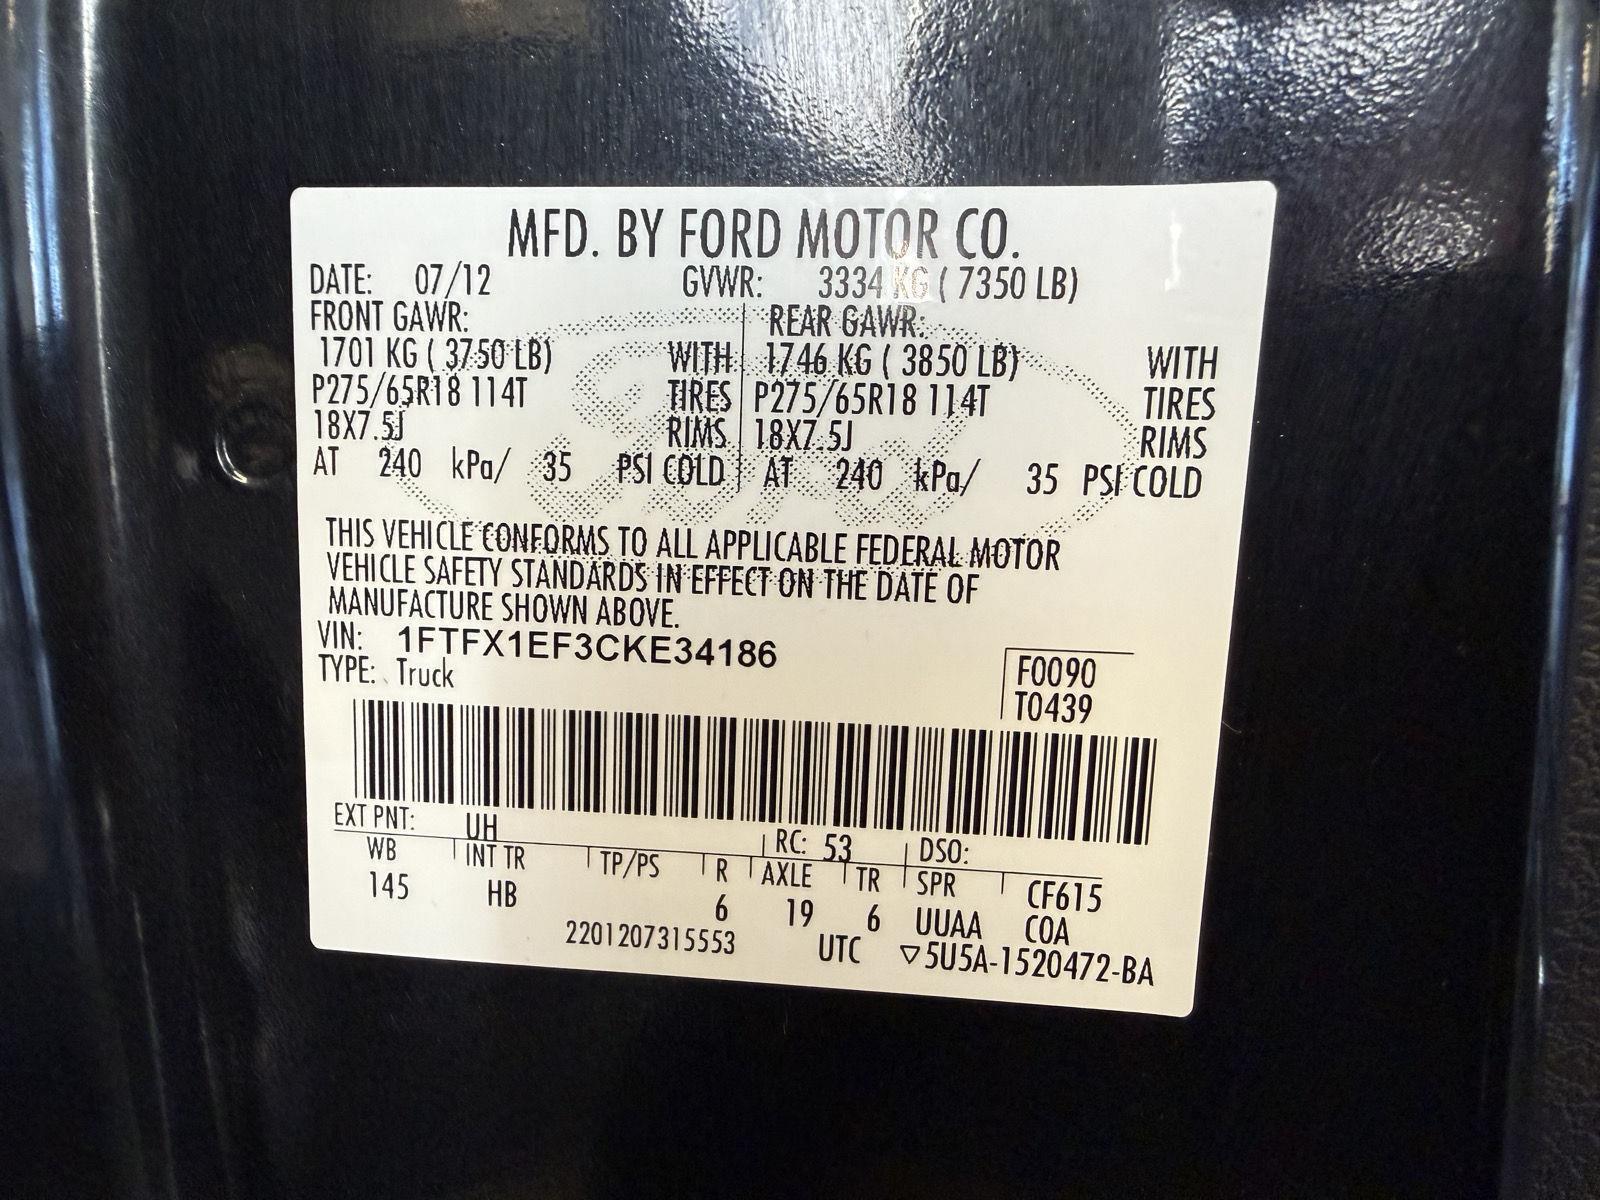 MFD. BY FORD MOTOR CO.
DATE: 07/12 GVWR: 3334 KG ( 7350 LB)
FRONT GAWR: REAR GAWR:
1701 KG ( 3750 LB) WITH 1746 KG ( 3850 LB) WITH
P275/65R18 114T TIRES P275/65R18 114T TIRES
18X7.5J RIMS 18X7.5J RIMS
AT 240 kPa/ 35 PSI COLD AT 240 kPa/ 35 PSI COLD
THIS VEHICLE CONFORMS TO ALL APPLICABLE FEDERAL MOTOR
VEHICLE SAFETY STANDARDS IN EFFECT ON THE DATE OF
MANUFACTURE SHOWN ABOVE.
VIN: 1FTFX1EF3CKE34186
TYPE: Truck
F0090
T0439
EXT PNT: UH RC: 53 DSO:
WB INT TR TP/PS R AXLE TR SPR CF615
145 HB 6 19 6 UUAA COA
2201207315553 UTC ▽5U5A-1520472-BA